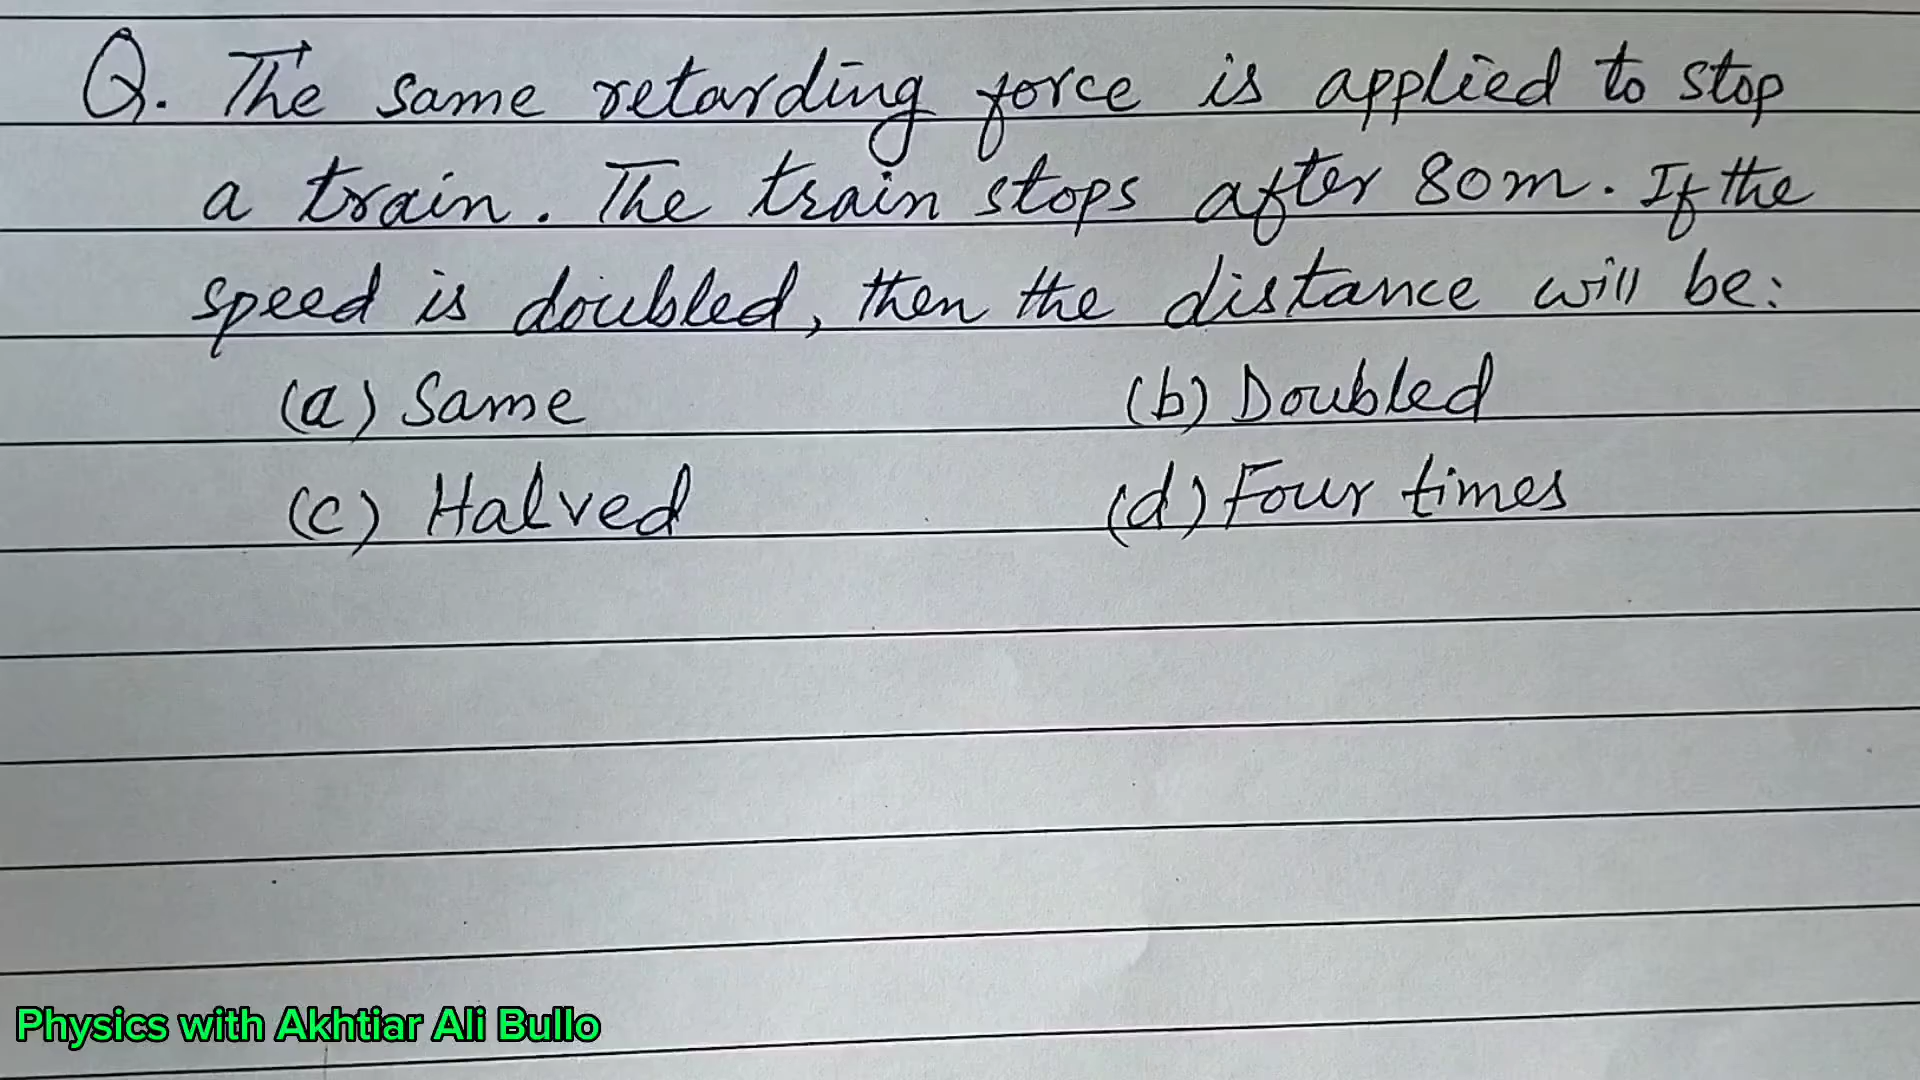 Q. The same retarding force is applied to stop
a train. The train stops after 80m. If the
speed is doubled, then the distance will be:
(a) Same (b) Doubled
(c) Halved (d) Four times
Physics with Akhtiar Ali Bullo